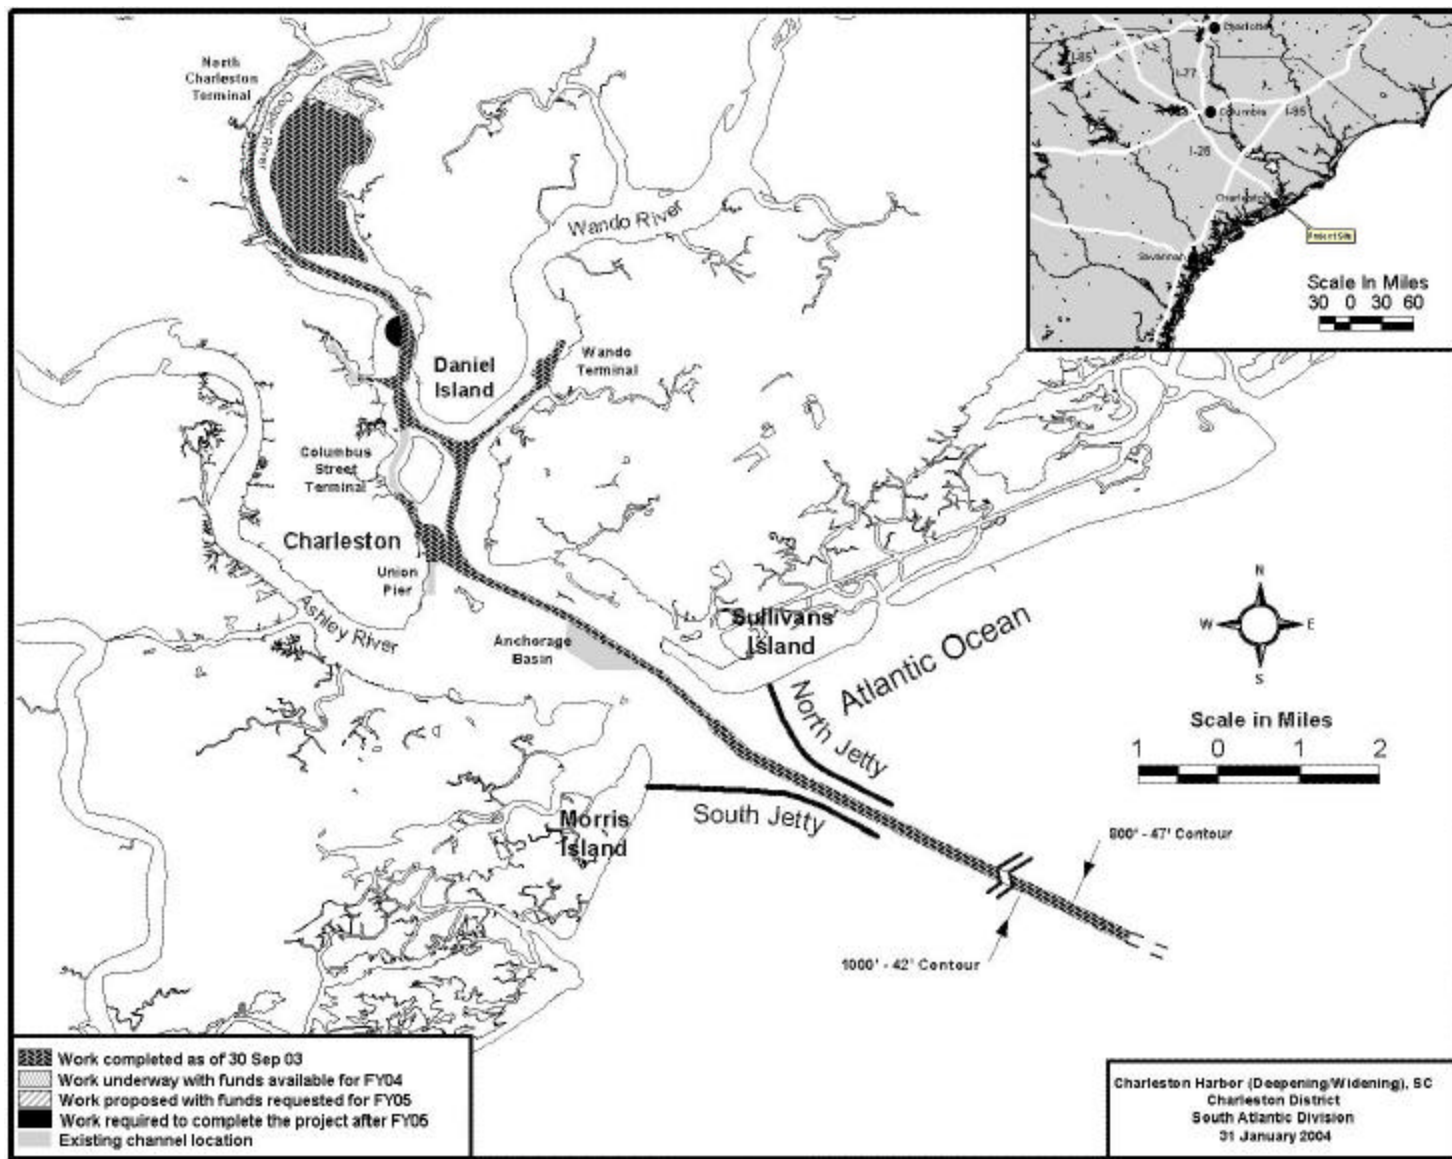 North
Charleston
Terminal
Cooper River
Wando River
Daniel
Island
Wando
Terminal
Columbus
Street
Terminal
Charleston
Union
Pier
Ashley River
Anchorage
Basin
Sullivans
Island
Atlantic Ocean
North Jetty
South Jetty
Morris
Island
800' - 47' Contour
1000' - 42' Contour
N
W E
S
Scale in Miles
1 0 1 2
Charlotte
I-85
I-77
Columbia
I-95
I-26
Charleston
Project Site
Savannah
Scale In Miles
30 0 30 60
Work completed as of 30 Sep 03
Work underway with funds available for FY04
Work proposed with funds requested for FY05
Work required to complete the project after FY05
Existing channel location
Charleston Harbor (Deepening/Widening), SC
Charleston District
South Atlantic Division
31 January 2004